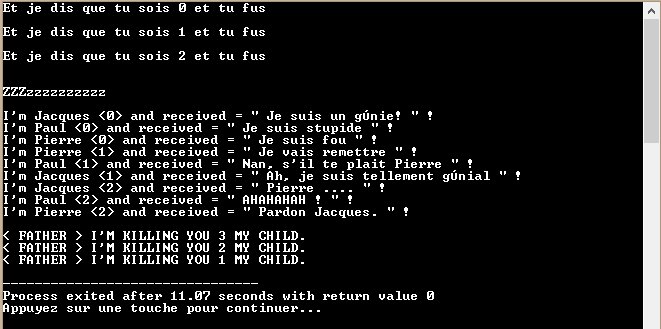 Et je dis que tu sois 0 et tu fus
Et je dis que tu sois 1 et tu fus
Et je dis que tu sois 2 et tu fus
ZZZzzzzzzzzzz
I'm Jacques <0> and received = " Je suis un gÚnie! " !
I'm Paul <0> and received = " Je suis stupide " !
I'm Pierre <0> and received = " Je suis fou " !
I'm Pierre <1> and received = " Je vais remettre " !
I'm Paul <1> and received = " Nan, s'il te plait Pierre " !
I'm Jacques <1> and received = " Ah, je suis tellement gÚnial " !
I'm Jacques <2> and received = " Pierre .... " !
I'm Paul <2> and received = " AHAHAHAH ! " !
I'm Pierre <2> and received = " Pardon Jacques. " !
< FATHER > I'M KILLING YOU 3 MY CHILD.
< FATHER > I'M KILLING YOU 2 MY CHILD.
< FATHER > I'M KILLING YOU 1 MY CHILD.
--------------------------------
Process exited after 11.07 seconds with return value 0
Appuyez sur une touche pour continuer...